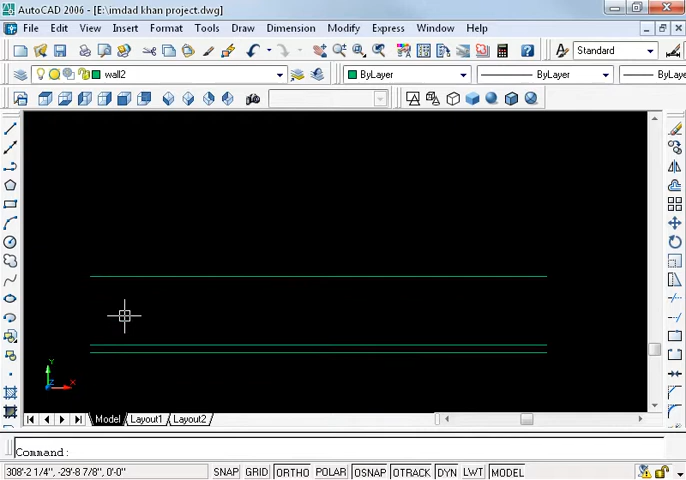 AutoCAD 2006 - [E:\imdad khan project.dwg]
File Edit View Insert Format Tools Draw Dimension Modify Express Window Help
Standard
wall2 ByLayer ByLayer ByLayer
Y
X
Z
Model Layout1 Layout2
Command:
308'-2 1/4", -29'-8 7/8", 0'-0" SNAP GRID ORTHO POLAR OSNAP OTRACK DYN LWT MODEL